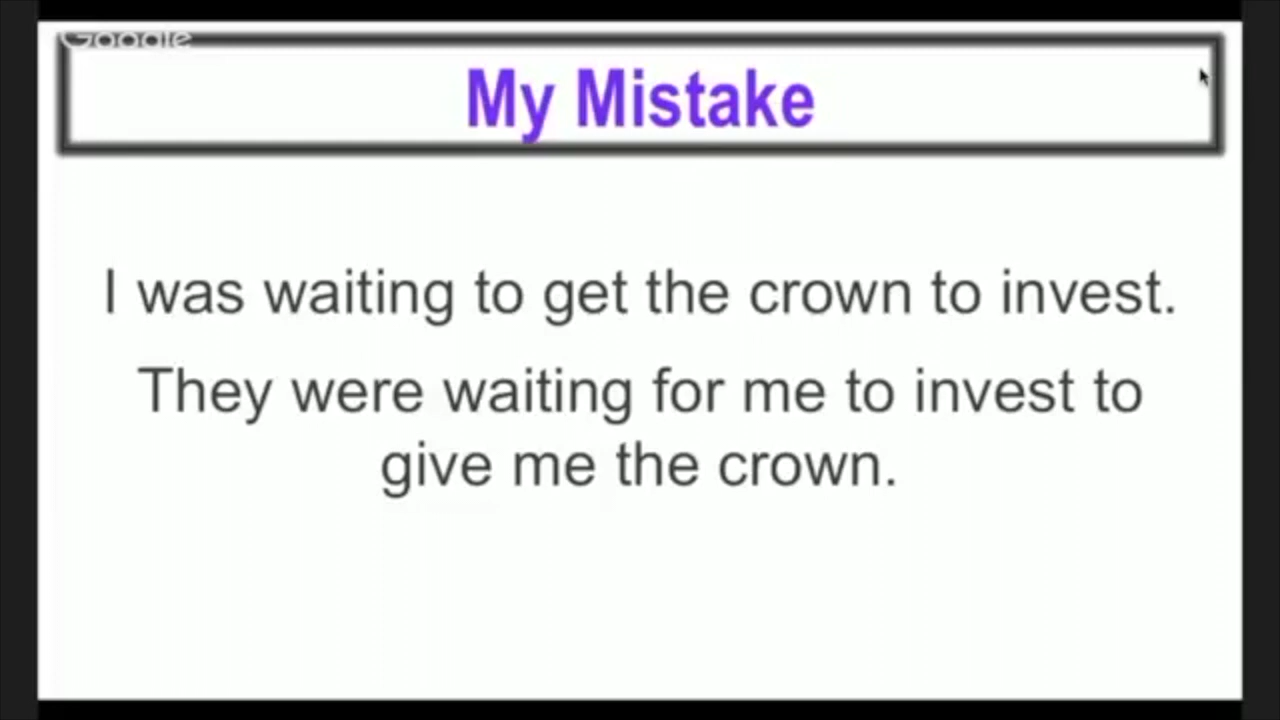 Google
My Mistake
I was waiting to get the crown to invest.
They were waiting for me to invest to
give me the crown.